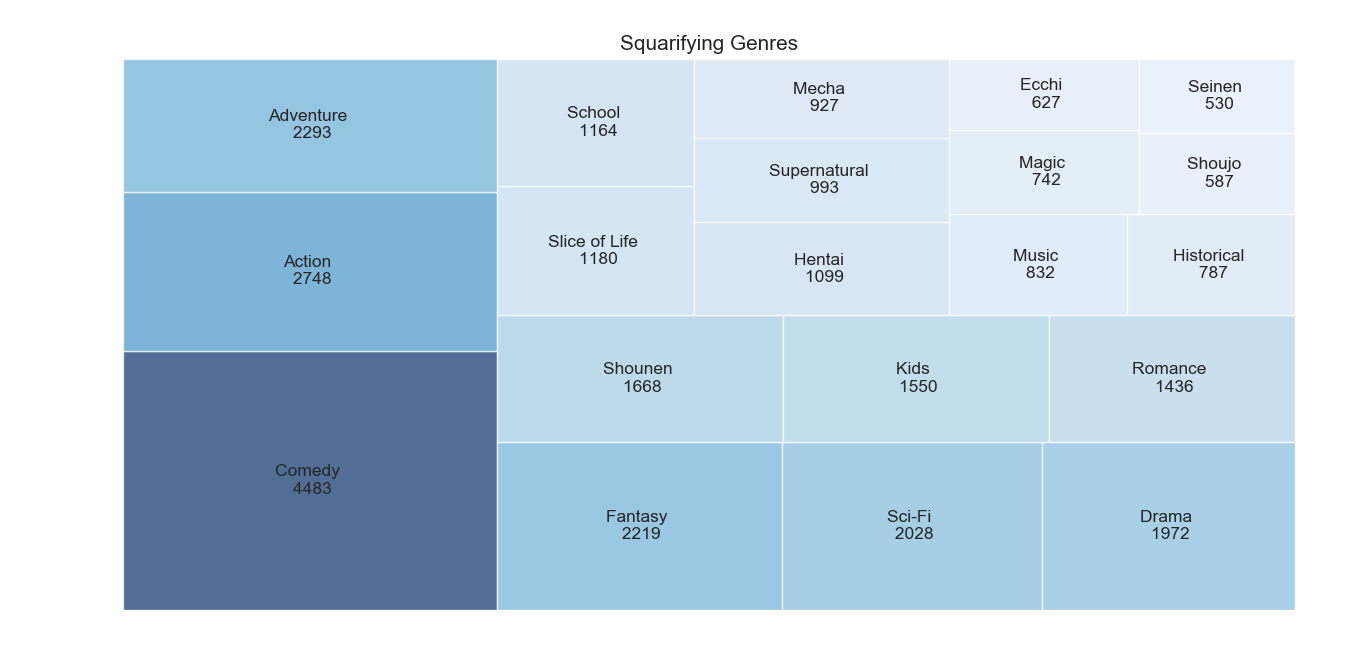 Squarifying Genres
Adventure
2293
Action
2748
Comedy
4483
School
1164
Slice of Life
1180
Mecha
927
Supernatural
993
Hentai
1099
Ecchi
627
Magic
742
Music
832
Seinen
530
Shoujo
587
Historical
787
Shounen
1668
Kids
1550
Romance
1436
Fantasy
2219
Sci-Fi
2028
Drama
1972